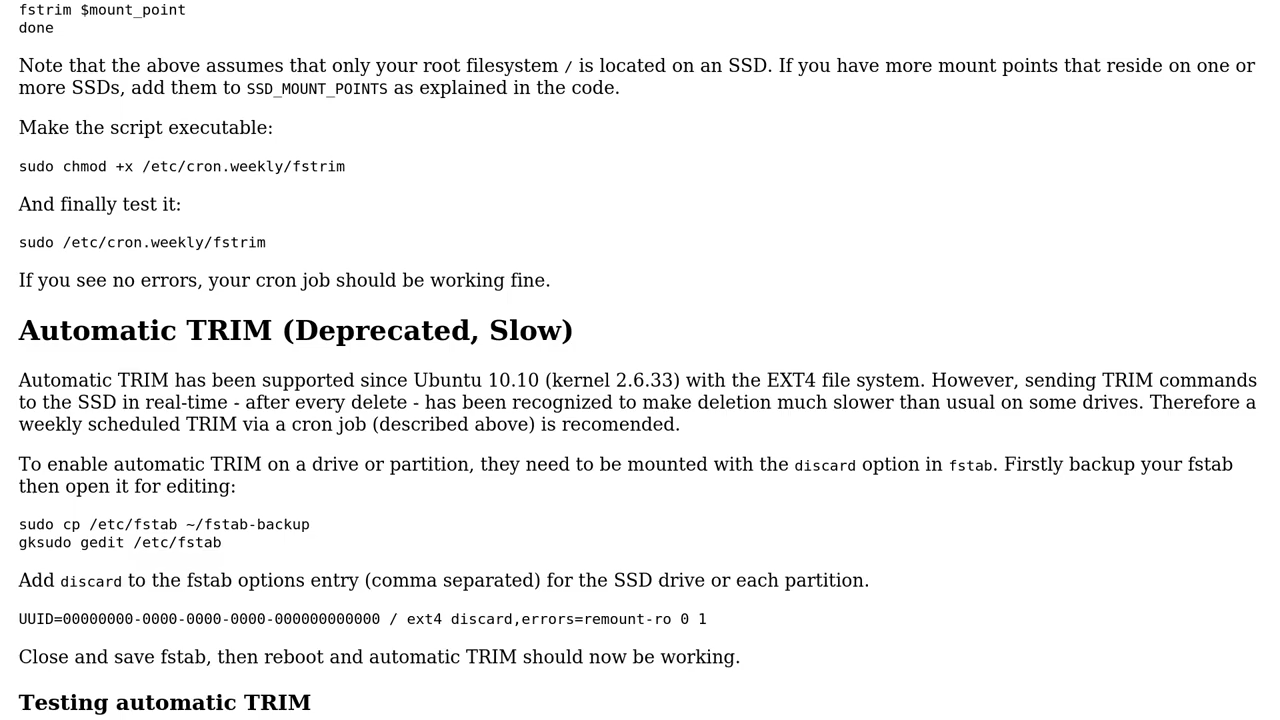 fstrim $mount_point
done
Note that the above assumes that only your root filesystem / is located on an SSD. If you have more mount points that reside on one or
more SSDs, add them to SSD_MOUNT_POINTS as explained in the code.
Make the script executable:
sudo chmod +x /etc/cron.weekly/fstrim
And finally test it:
sudo /etc/cron.weekly/fstrim
If you see no errors, your cron job should be working fine.
Automatic TRIM (Deprecated, Slow)
Automatic TRIM has been supported since Ubuntu 10.10 (kernel 2.6.33) with the EXT4 file system. However, sending TRIM commands
to the SSD in real-time - after every delete - has been recognized to make deletion much slower than usual on some drives. Therefore a
weekly scheduled TRIM via a cron job (described above) is recomended.
To enable automatic TRIM on a drive or partition, they need to be mounted with the discard option in fstab. Firstly backup your fstab
then open it for editing:
sudo cp /etc/fstab ~/fstab-backup
gksudo gedit /etc/fstab
Add discard to the fstab options entry (comma separated) for the SSD drive or each partition.
UUID=00000000-0000-0000-0000-000000000000 / ext4 discard,errors=remount-ro 0 1
Close and save fstab, then reboot and automatic TRIM should now be working.
Testing automatic TRIM